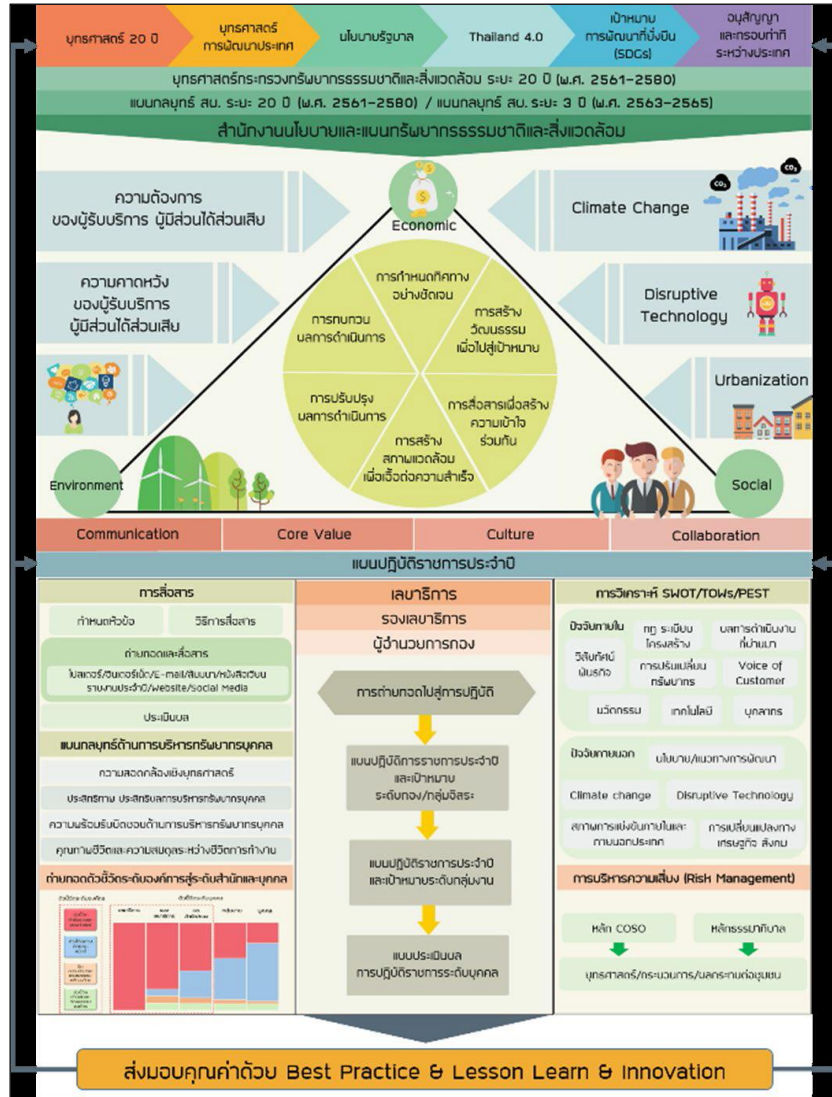 ยุทธศาสตร์ 20 ปี
ยุทธศาสตร์
การพัฒนาประเทศ
นโยบายรัฐบาล
Thailand 4.0
เป้าหมาย
การพัฒนาที่ยั่งยืน
(SDGs)
อนุสัญญา
และกรอบท่าที
ระหว่างประเทศ
ยุทธศาสตร์กระทรวงทรัพยากรธรรมชาติและสิ่งแวดล้อม ระยะ 20 ปี (พ.ศ. 2561-2580)
แผนกลยุทธ์ สผ. ระยะ 20 ปี (พ.ศ. 2561-2580) / แผนกลยุทธ์ สผ. ระยะ 3 ปี (พ.ศ. 2563-2565)
สำนักงานนโยบายและแผนทรัพยากรธรรมชาติและสิ่งแวดล้อม
ความต้องการ
ของผู้รับบริการ ผู้มีส่วนได้ส่วนเสีย
ความคาดหวัง
ของผู้รับบริการ
ผู้มีส่วนได้ส่วนเสีย
Economic
Climate Change
CO₂
CO₂
Disruptive
Technology
Urbanization
การกำหนดทิศทาง
อย่างชัดเจน
การสร้าง
วัฒนธรรม
เพื่อไปสู่เป้าหมาย
การสื่อสารเพื่อสร้าง
ความเข้าใจ
ร่วมกัน
การสร้าง
สภาพแวดล้อม
เพื่อเอื้อต่อความสำเร็จ
การปรับปรุง
ผลการดำเนินการ
การทบทวน
ผลการดำเนินการ
Environment
Social
Communication
Core Value
Culture
Collaboration
แผนปฏิบัติราชการประจำปี
การสื่อสาร
กำหนดหัวข้อ
วิธีการสื่อสาร
ถ่ายทอดและสื่อสาร
โปสเตอร์/อินเตอร์เน็ต/E-mail/สัมมนา/หนังสือเวียน
รายงานประจำปี/Website/Social Media
ประเมินผล
แผนกลยุทธ์ด้านการบริหารทรัพยากรบุคคล
ความสอดคล้องเชิงยุทธศาสตร์
ประสิทธิภาพ ประสิทธิผลการบริหารทรัพยากรบุคคล
ความพร้อมรับผิดชอบด้านการบริหารทรัพยากรบุคคล
คุณภาพชีวิตและความสมดุลระหว่างชีวิตการทำงาน
ถ่ายทอดตัวชี้วัดระดับองค์การสู่ระดับสำนักและบุคคล
เลขาธิการ
รองเลขาธิการ
ผู้อำนวยการกอง
การถ่ายทอดไปสู่การปฏิบัติ
แผนปฏิบัติการราชการประจำปี
และเป้าหมาย
ระดับกอง/กลุ่มอิสระ
แผนปฏิบัติราชการประจำปี
และเป้าหมายระดับกลุ่มงาน
แบบประเมินผล
การปฏิบัติราชการระดับบุคคล
การวิเคราะห์ SWOT/TOWs/PEST
ปัจจัยภายใน
กฎ ระเบียบ
โครงสร้าง
ผลการดำเนินงาน
ที่ผ่านมา
วิสัยทัศน์
พันธกิจ
การปรับเปลี่ยน
ทรัพยากร
Voice of
Customer
นวัตกรรม
เทคโนโลยี
บุคลากร
ปัจจัยภายนอก
นโยบาย/แนวทางการพัฒนา
Climate change
Disruptive Technology
สภาพการแข่งขันภายในและ
ภายนอกประเทศ
การเปลี่ยนแปลงทาง
เศรษฐกิจ สังคม
การบริหารความเสี่ยง (Risk Management)
หลัก COSO
หลักธรรมาภิบาล
ยุทธศาสตร์/กระบวนการ/ผลกระทบต่อชุมชน
ส่งมอบคุณค่าด้วย Best Practice & Lesson Learn & Innovation